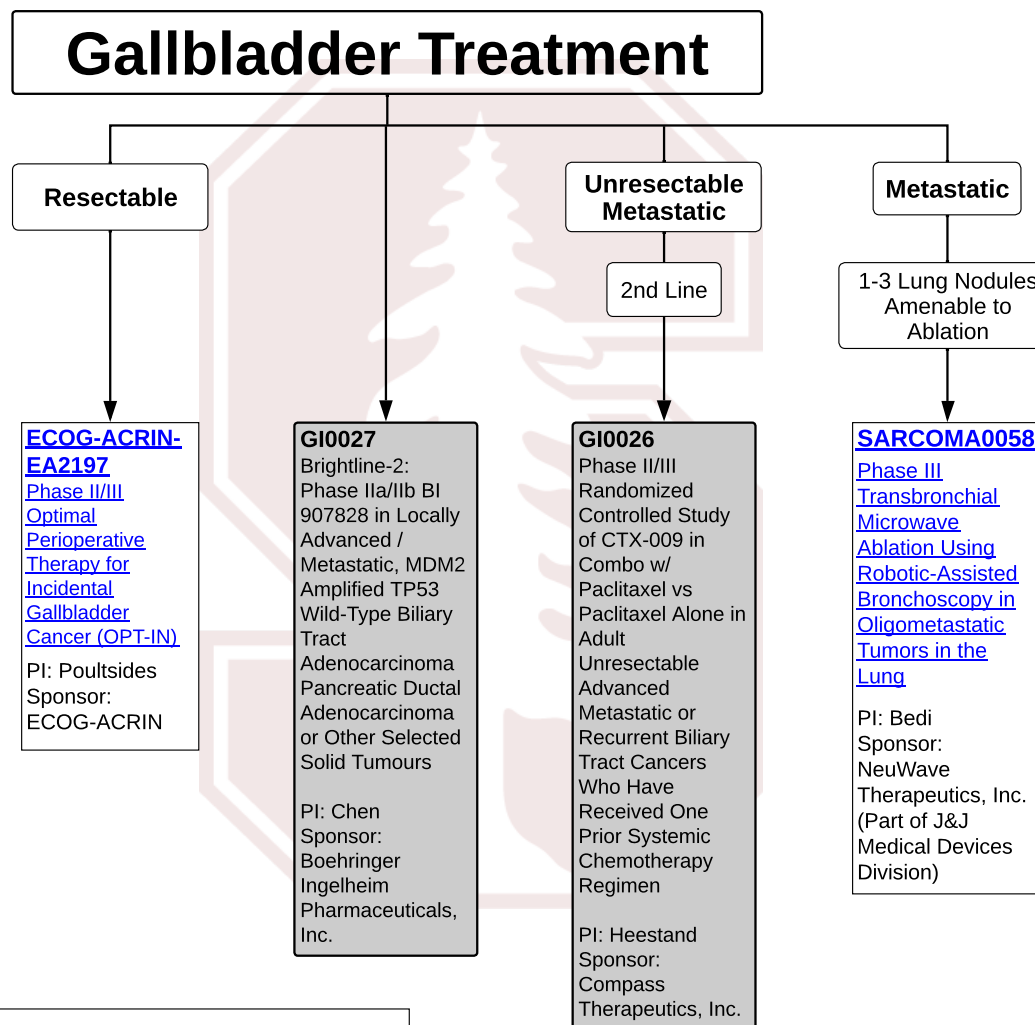 Gallbladder Treatment
Resectable
Unresectable
Metastatic
Metastatic
2nd Line
1-3 Lung Nodules
Amenable to
Ablation
ECOG-ACRIN-
EA2197
Phase II/III
Optimal
Perioperative
Therapy for
Incidental
Gallbladder
Cancer (OPT-IN)
PI: Poultsides
Sponsor:
ECOG-ACRIN
GI0027
Brightline-2:
Phase IIa/IIb BI
907828 in Locally
Advanced /
Metastatic, MDM2
Amplified TP53
Wild-Type Biliary
Tract
Adenocarcinoma
Pancreatic Ductal
Adenocarcinoma
or Other Selected
Solid Tumours
PI: Chen
Sponsor:
Boehringer
Ingelheim
Pharmaceuticals,
Inc.
GI0026
Phase II/III
Randomized
Controlled Study
of CTX-009 in
Combo w/
Paclitaxel vs
Paclitaxel Alone in
Adult
Unresectable
Advanced
Metastatic or
Recurrent Biliary
Tract Cancers
Who Have
Received One
Prior Systemic
Chemotherapy
Regimen
PI: Heestand
Sponsor:
Compass
Therapeutics, Inc.
SARCOMA0058
Phase III
Transbronchial
Microwave
Ablation Using
Robotic-Assisted
Bronchoscopy in
Oligometastatic
Tumors in the
Lung
PI: Bedi
Sponsor:
NeuWave
Therapeutics, Inc.
(Part of J&J
Medical Devices
Division)